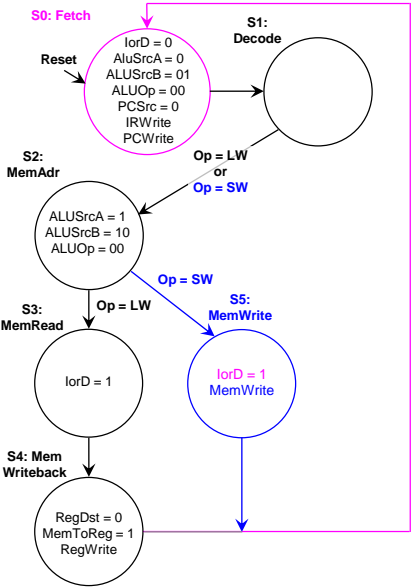 S0: Fetch
IorD = 0
AluSrcA = 0
ALUSrcB = 01
ALUOp = 00
PCSrc = 0
IRWrite
PCWrite
Reset
S1:
Decode
Op = LW
or
Op = SW
S2:
MemAdr
ALUSrcA = 1
ALUSrcB = 10
ALUOp = 00
Op = SW
Op = LW
S3:
MemRead
IorD = 1
S5:
MemWrite
IorD = 1
MemWrite
S4: Mem
Writeback
RegDst = 0
MemToReg = 1
RegWrite